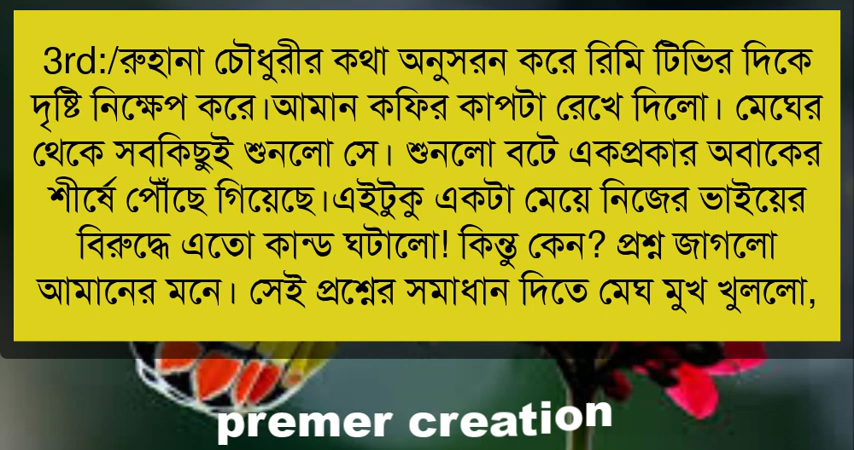 3rd:/রুহানা চৌধুরীর কথা অনুসরন করে রিমি টিভির দিকে
দৃষ্টি নিক্ষেপ করে।আমান কফির কাপটা রেখে দিলো। মেঘের
থেকে সবকিছুই শুনলো সে। শুনলো বটে একপ্রকার অবাকের
শীর্ষে পৌঁছে গিয়েছে।এইটুকু একটা মেয়ে নিজের ভাইয়ের
বিরুদ্ধে এতো কান্ড ঘটালো! কিন্তু কেন? প্রশ্ন জাগলো
আমানের মনে। সেই প্রশ্নের সমাধান দিতে মেঘ মুখ খুললো,
premer creation